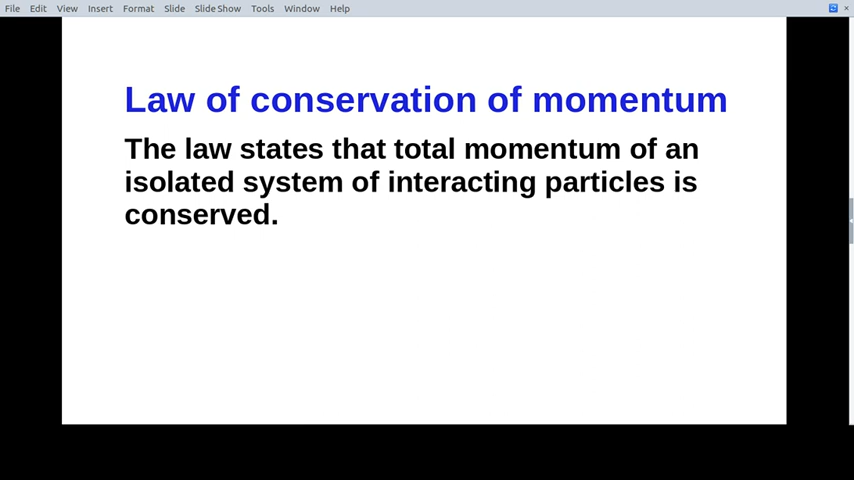 File Edit View Insert Format Slide Slide Show Tools Window Help
Law of conservation of momentum
The law states that total momentum of an
isolated system of interacting particles is
conserved.